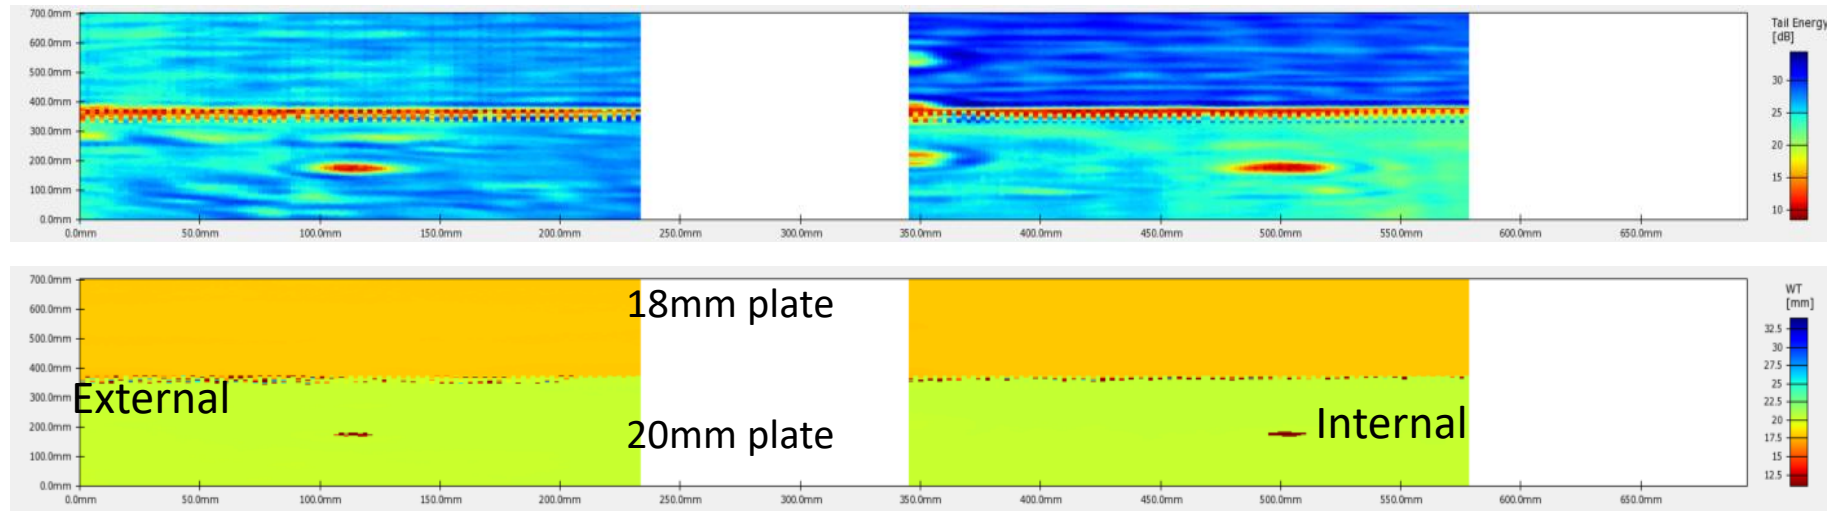 700.0mm
600.0mm
500.0mm
400.0mm
300.0mm
200.0mm
100.0mm
0.0mm
0.0mm 50.0mm 100.0mm 150.0mm 200.0mm 250.0mm 300.0mm 350.0mm 400.0mm 450.0mm 500.0mm 550.0mm 600.0mm 650.0mm
Tail Energy
[dB]
30
25
20
15
10
700.0mm
600.0mm
500.0mm
400.0mm
300.0mm
200.0mm
100.0mm
0.0mm
0.0mm 50.0mm 100.0mm 150.0mm 200.0mm 250.0mm 300.0mm 350.0mm 400.0mm 450.0mm 500.0mm 550.0mm 600.0mm 650.0mm
18mm plate
External
20mm plate
Internal
WT
[mm]
32.5
30
27.5
25
22.5
20
17.5
15
12.5